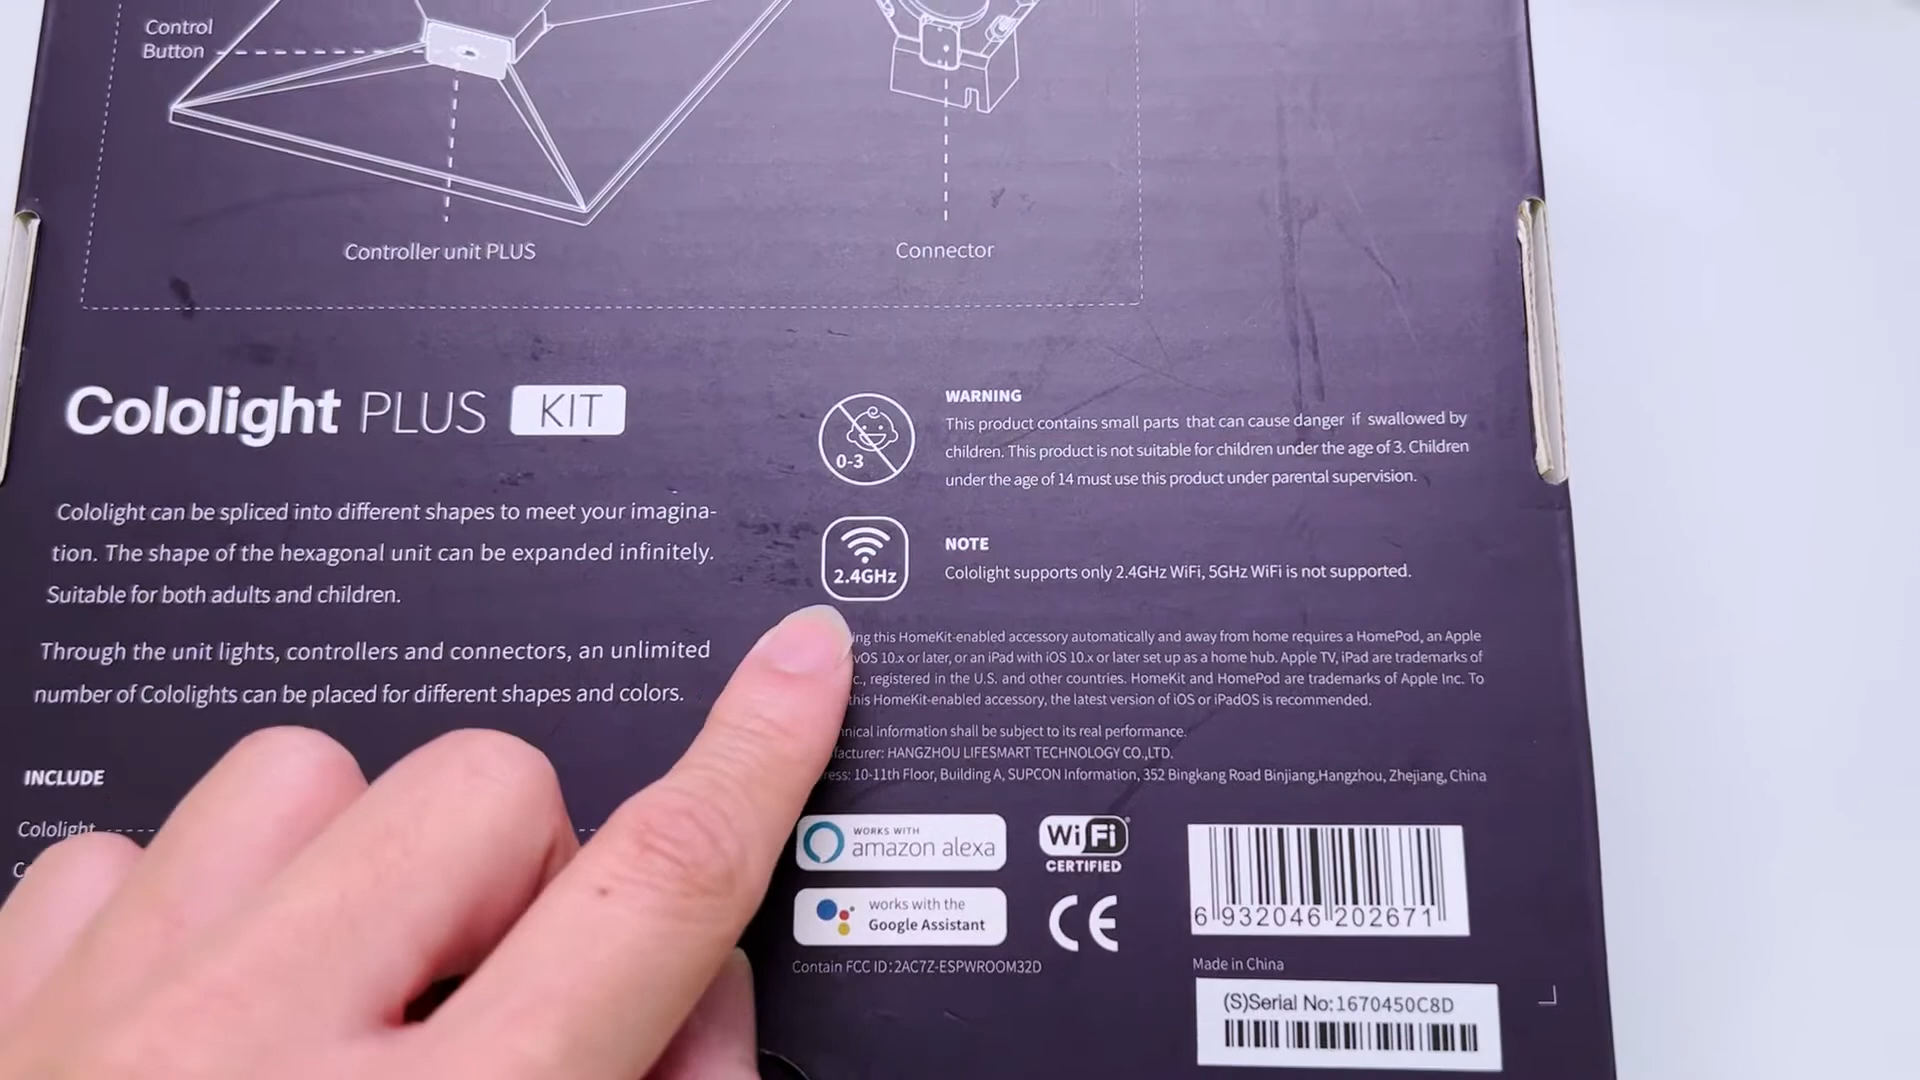 Control
Button
Controller unit PLUS
Connector
Cololight PLUS KIT
Cololight can be spliced into different shapes to meet your imagina-
tion. The shape of the hexagonal unit can be expanded infinitely.
Suitable for both adults and children.
Through the unit lights, controllers and connectors, an unlimited
number of Cololights can be placed for different shapes and colors.
INCLUDE
Cololight
0-3
WARNING
This product contains small parts that can cause danger if swallowed by
children. This product is not suitable for children under the age of 3. Children
under the age of 14 must use this product under parental supervision.
2.4GHz
NOTE
Cololight supports only 2.4GHz WiFi, 5GHz WiFi is not supported.
this HomeKit-enabled accessory automatically and away from home requires a HomePod, an Apple
10.x or later, or an iPad with iOS 10.x or later set up as a home hub. Apple TV, iPad are trademarks of
registered in the U.S. and other countries. HomeKit and HomePod are trademarks of Apple Inc. To
this HomeKit-enabled accessory, the latest version of iOS or iPadOS is recommended.
information shall be subject to its real performance.
HANGZHOU LIFESMART TECHNOLOGY CO.,LTD.
10-11th Floor, Building A, SUPCON Information, 352 Bingkang Road Binjiang,Hangzhou, Zhejiang, China
WORKS WITH
amazon alexa
WiFi
CERTIFIED
works with the
Google Assistant
CE
Contain FCC ID:2AC7Z-ESPWROOM32D
6 932046 202671
Made in China
(S)Serial No:1670450C8D